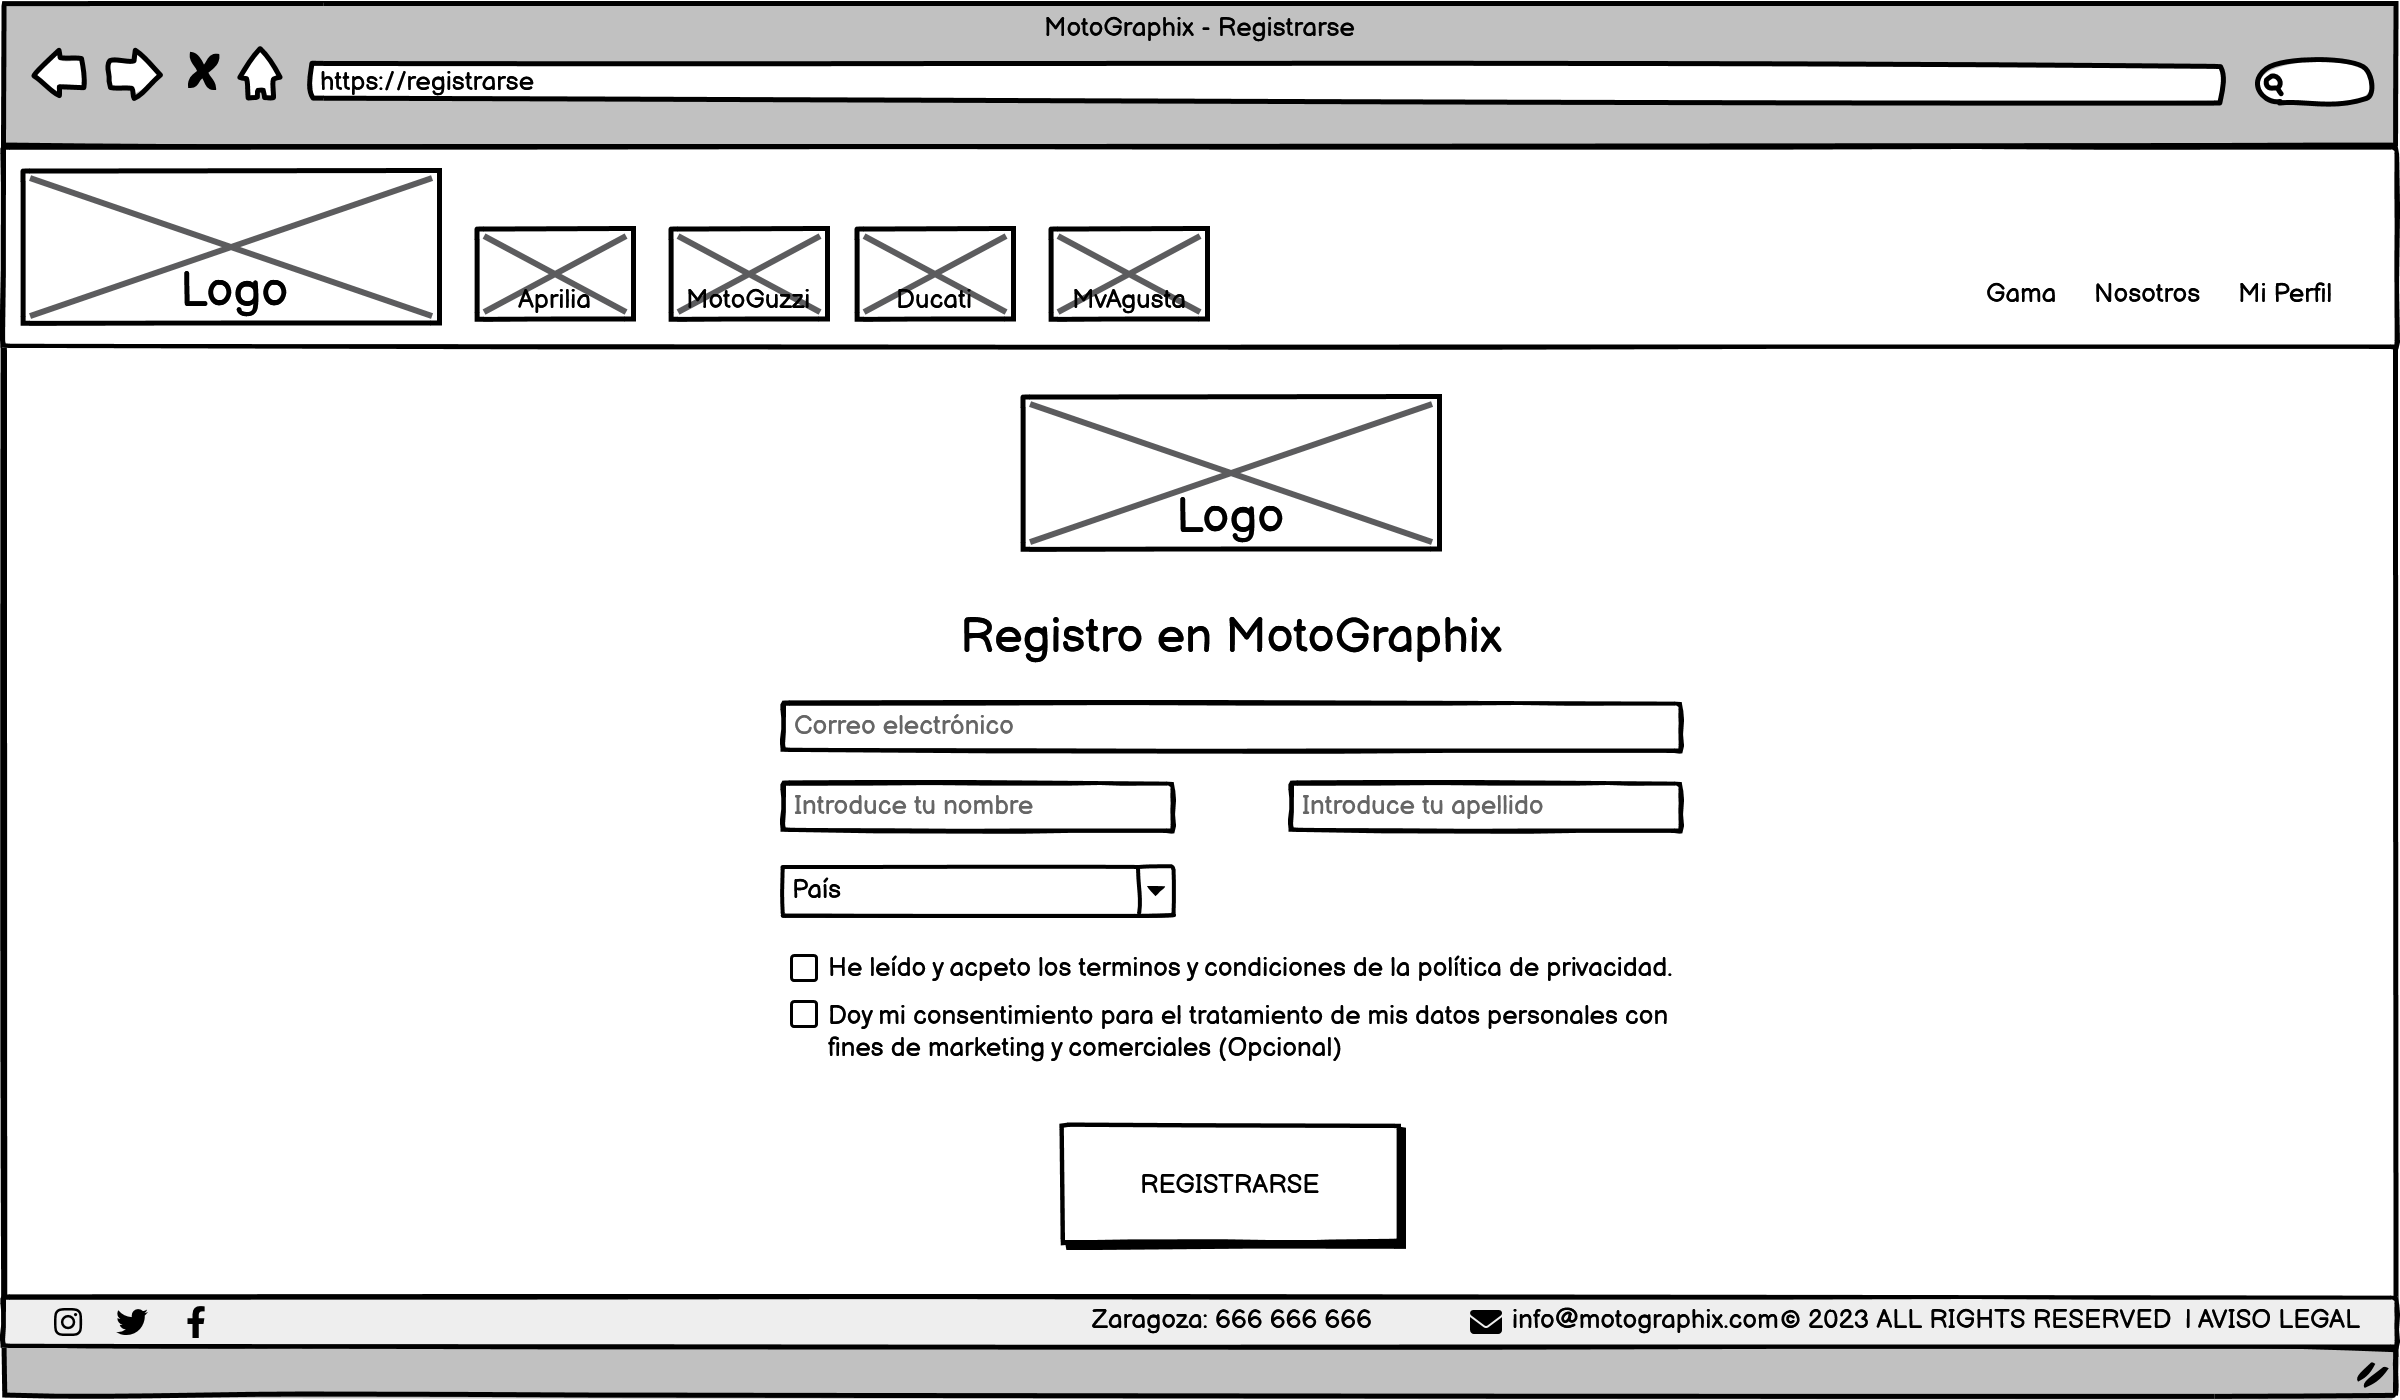 MotoGraphix - Registrarse
https://registrarse
Logo
Aprilia
MotoGuzzi
Ducati
MvAgusta
Gama
Nosotros
Mi Perfil
Logo
Registro en MotoGraphix
Correo electrónico
Introduce tu nombre
Introduce tu apellido
País
He leído y acpeto los terminos y condiciones de la política de privacidad.
Doy mi consentimiento para el tratamiento de mis datos personales con
fines de marketing y comerciales (Opcional)
REGISTRARSE
Zaragoza: 666 666 666
info@motographix.com© 2023 ALL RIGHTS RESERVED | AVISO LEGAL